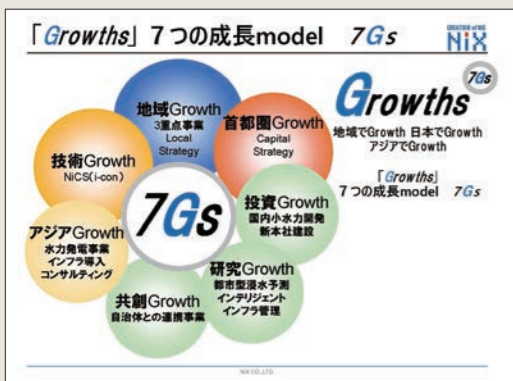 「Growths」７つの成長model 7Gs
CREATION of NiX
NiX
地域Growth
3重点事業
Local
Strategy
首都圏Growth
Capital
Strategy
投資Growth
国内小水力開発
新本社建設
研究Growth
都市型浸水予測
インテリジェント
インフラ管理
共創Growth
自治体との連携事業
アジアGrowth
水力発電事業
インフラ導入
コンサルティング
技術Growth
NiCS(i-con)
7Gs
Growths 7Gs
地域でGrowth 日本でGrowth
アジアでGrowth
「Growths」
７つの成長model 7Gs
NiX CO.,LTD.